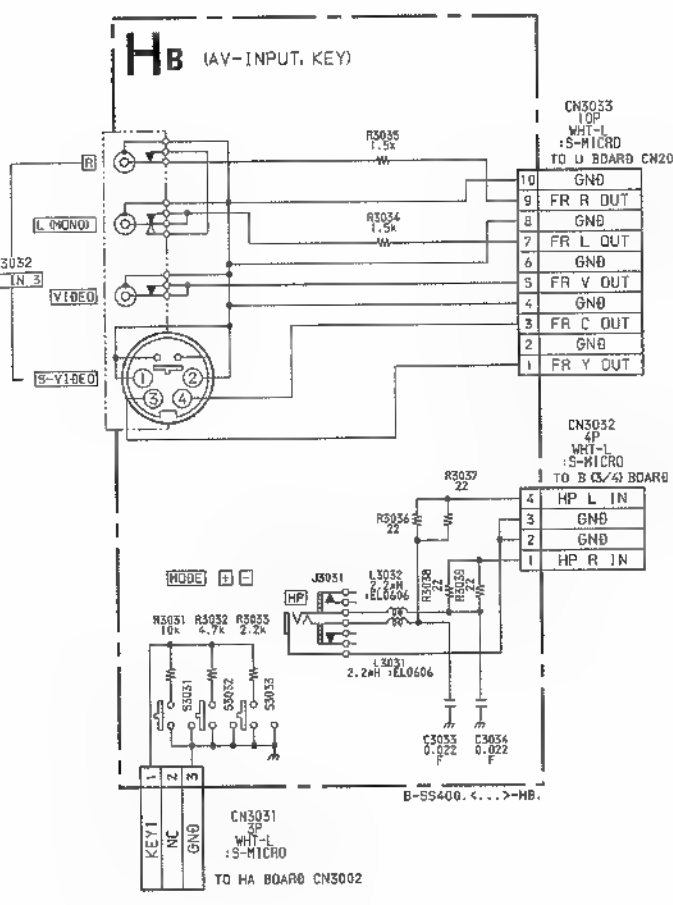 HB (AV-INPUT, KEY)
CN3033
10P
WHT-L
:S-MICRO
TO U BOARD CN20
R
R3035
1.5k
10 GND
9 FR R OUT
8 GND
7 FR L OUT
6 GND
5 FR V OUT
4 GND
3 FR C OUT
2 GND
1 FR Y OUT
L (MONO)
R3034
1.5k
3032
IN 3
VIDEO
S-VIDEO
1 2
3 4
CN3032
4P
WHT-L
:S-MICRO
TO B (3/4) BOARD
4 HP L IN
3 GND
2 GND
1 HP R IN
R3037
22
R3036
22
R3038
22
R3039
22
MODE + -
J3031
HP
L3032
2.2µH
:EL0606
L3031
2.2µH :EL0606
R3031
10k
R3032
4.7k
R3033
2.2k
S3031
S3032
S3033
C3033
0.022
F
C3034
0.022
F
B-SS400,<...>-HB.
1 KEY1
2 NC
3 GND
CN3031
3P
WHT-L
:S-MICRO
TO HA BOARD CN3002